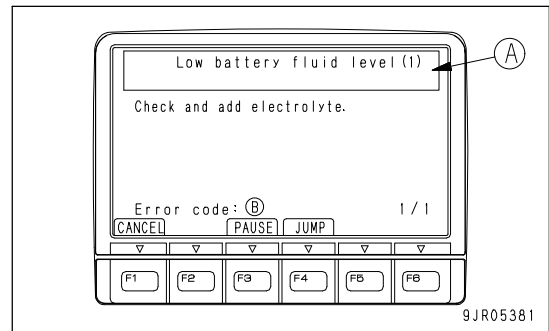 Low battery fluid level(1)
A
Check and add electrolyte.
Error code: B 1/1
CANCEL PAUSE JUMP
F1 F2 F3 F4 F5 F6
9JR05381